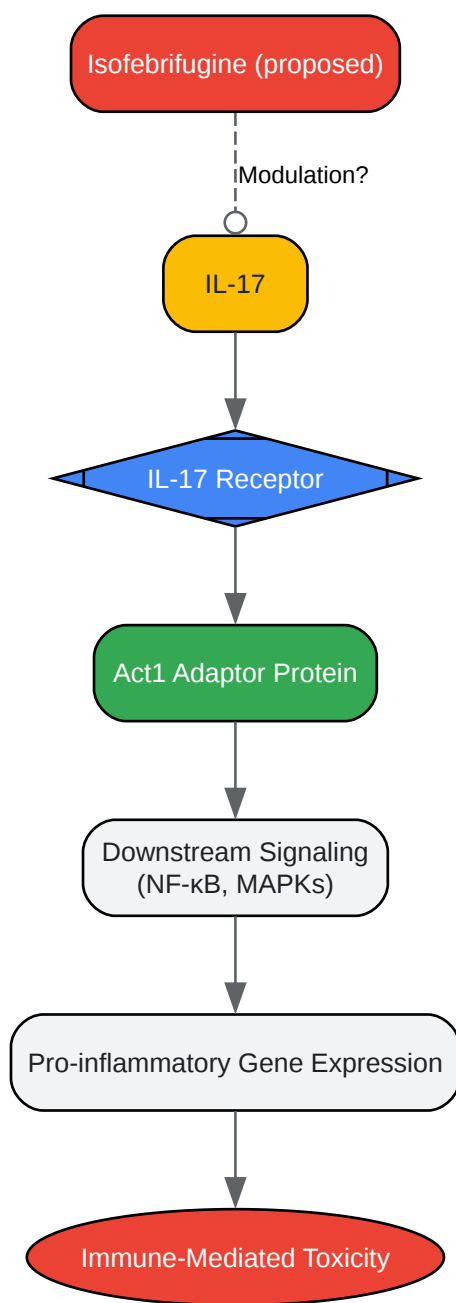 Isofebrifugine (proposed)
Modulation?
IL-17
IL-17 Receptor
Act1 Adaptor Protein
Downstream Signaling
(NF-κB, MAPKs)
Pro-inflammatory Gene Expression
Immune-Mediated Toxicity